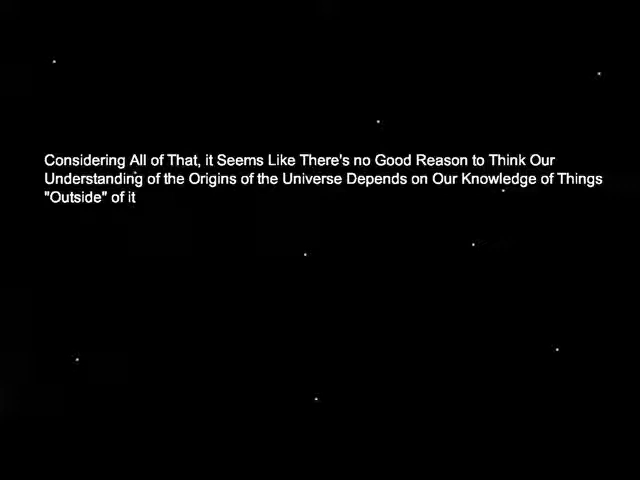 Considering All of That, it Seems Like There's no Good Reason to Think Our
Understanding of the Origins of the Universe Depends on Our Knowledge of Things
"Outside" of it